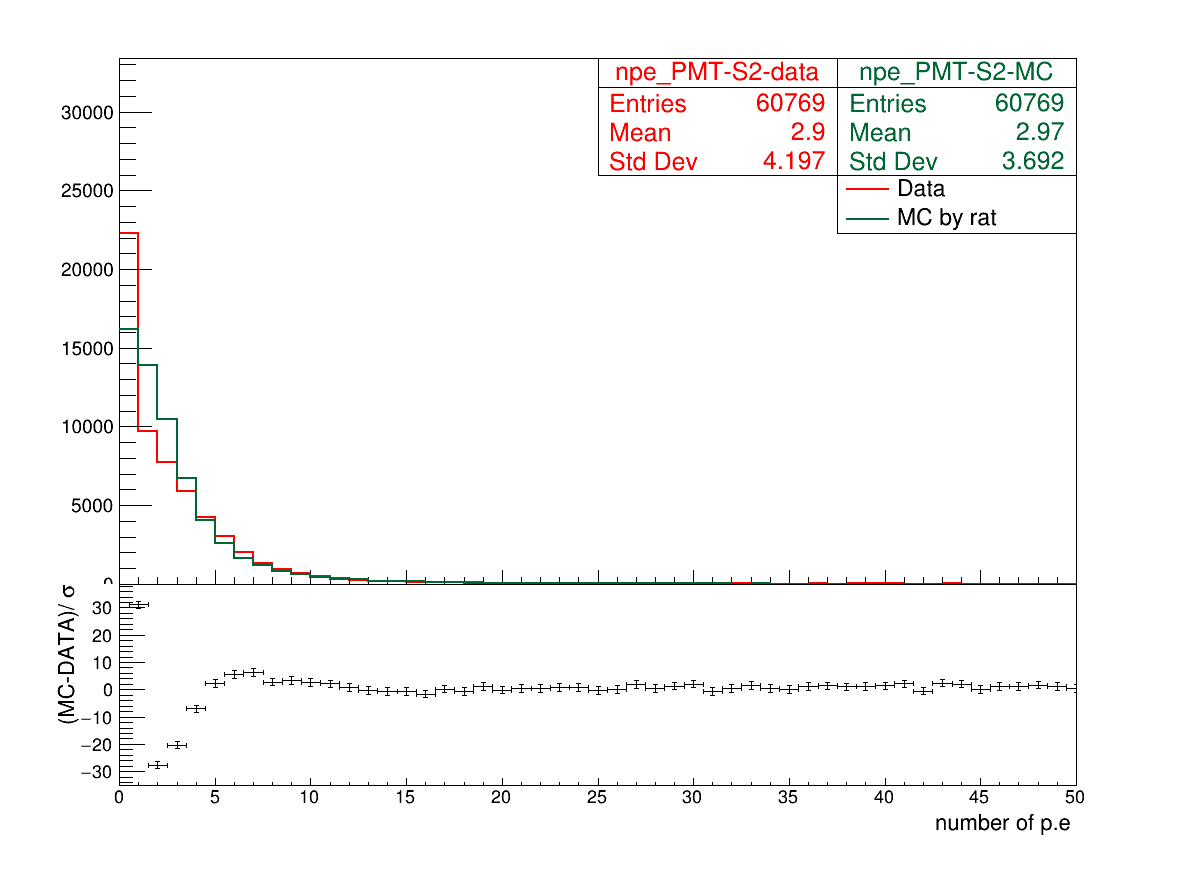 npe_PMT-S2-data
Entries 60769
Mean 2.9
Std Dev 4.197
npe_PMT-S2-MC
Entries 60769
Mean 2.97
Std Dev 3.692
Data
MC by rat
30000
25000
20000
15000
10000
5000
0
(MC-DATA)/ σ
30
20
10
0
−10
−20
−30
0 5 10 15 20 25 30 35 40 45 50
number of p.e